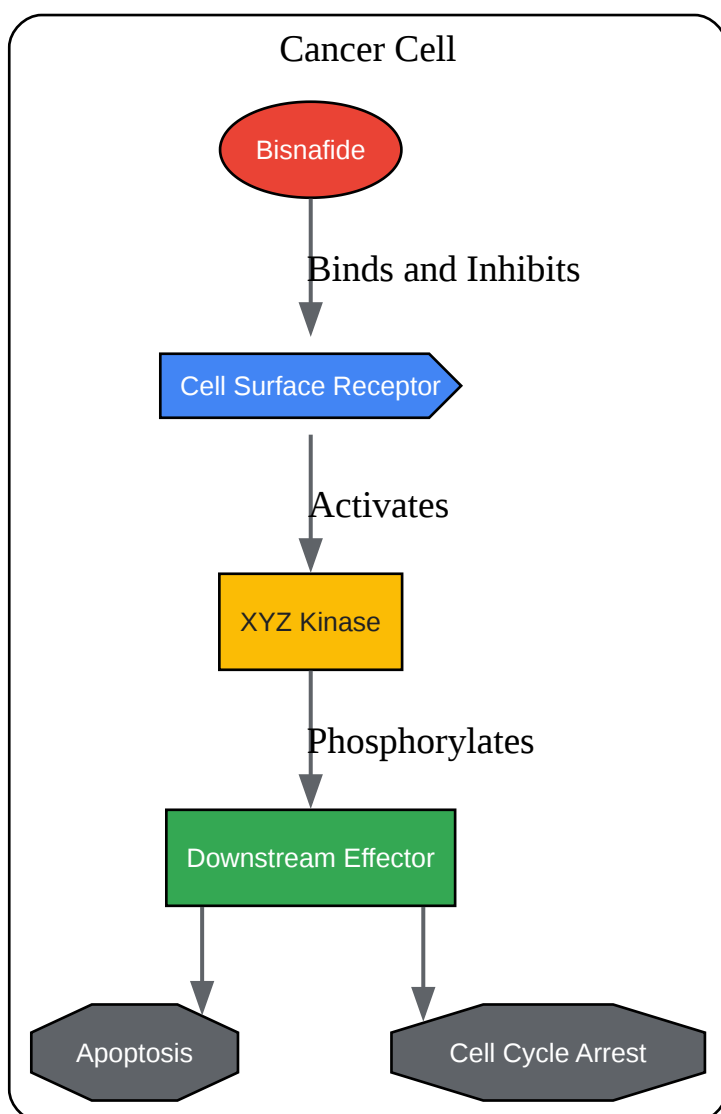 Cancer Cell
Bisnafide
Binds and Inhibits
Cell Surface Receptor
Activates
XYZ Kinase
Phosphorylates
Downstream Effector
Apoptosis
Cell Cycle Arrest